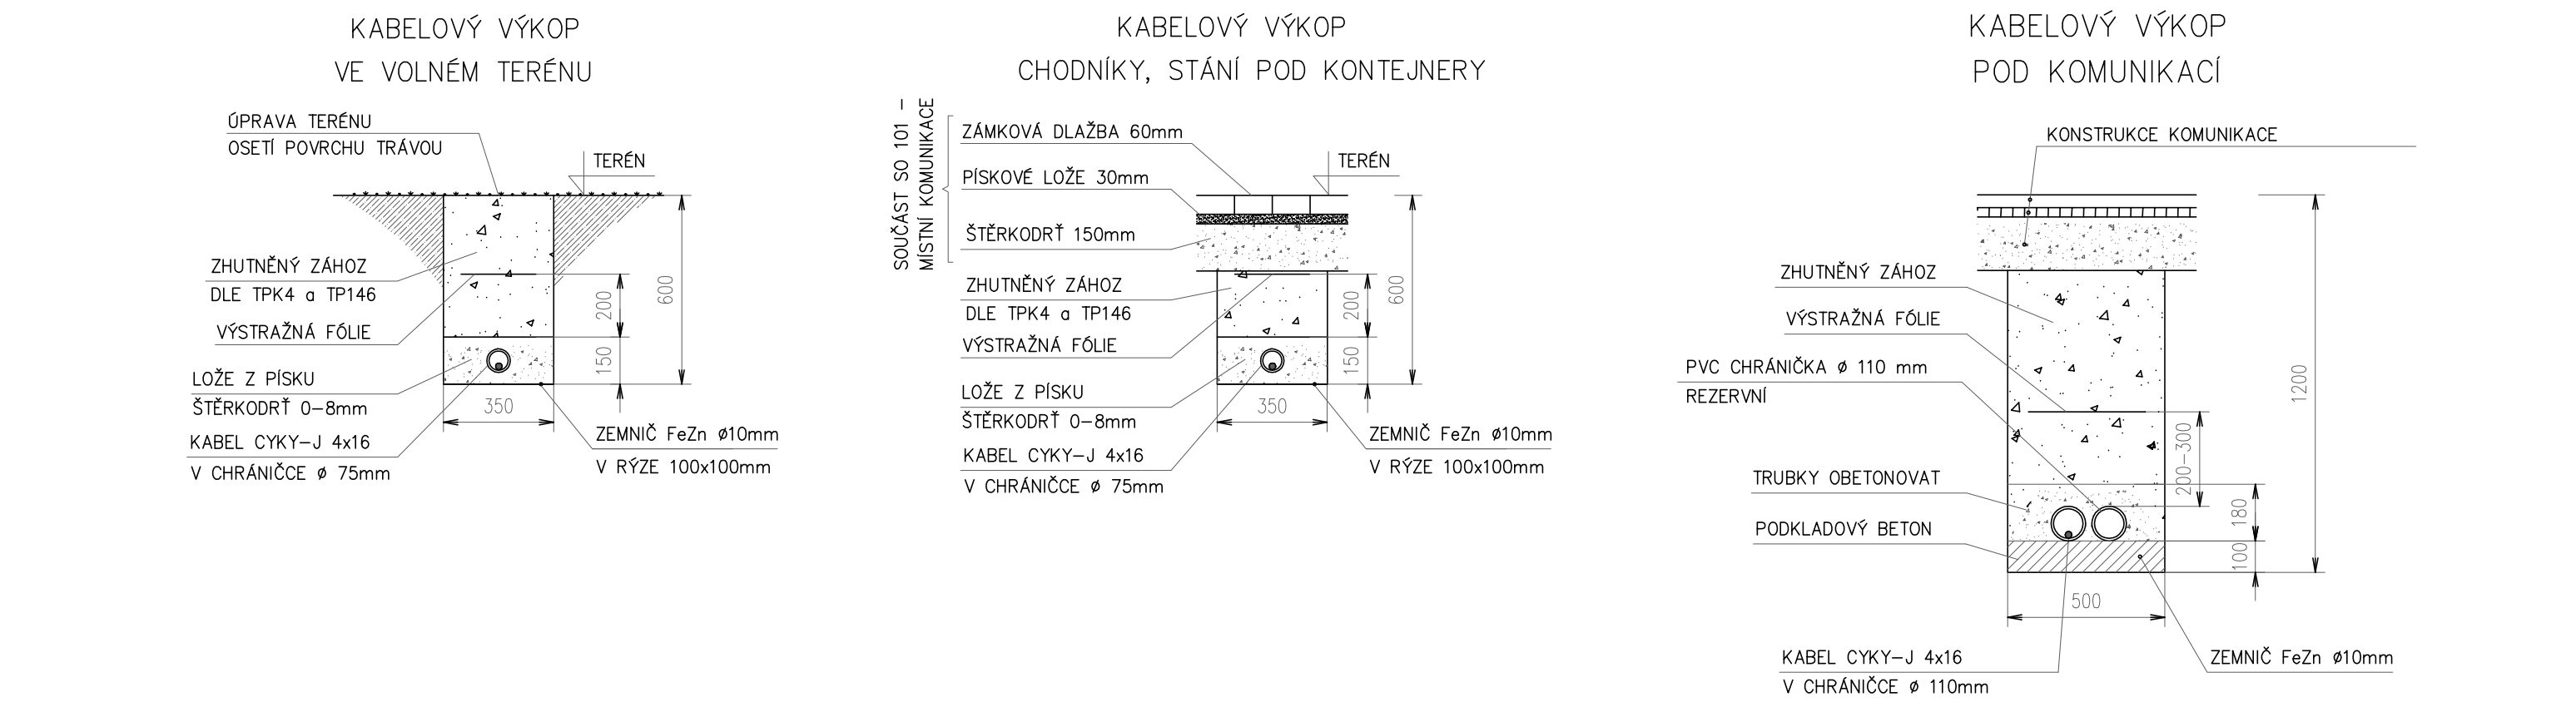 KABELOVÝ VÝKOP
VE VOLNÉM TERÉNU
ÚPRAVA TERÉNU
OSETÍ POVRCHU TRÁVOU
TERÉN
ZHUTNĚNÝ ZÁHOZ
DLE TPK4 a TP146
VÝSTRAŽNÁ FÓLIE
LOŽE Z PÍSKU
ŠTĚRKODRŤ 0-8mm
KABEL CYKY-J 4x16
V CHRÁNIČCE ø 75mm
200
600
150
350
ZEMNIČ FeZn ø10mm
V RÝZE 100x100mm
KABELOVÝ VÝKOP
CHODNÍKY, STÁNÍ POD KONTEJNERY
SOUČÁST SO 101 -
MÍSTNÍ KOMUNIKACE
ZÁMKOVÁ DLAŽBA 60mm
PÍSKOVÉ LOŽE 30mm
ŠTĚRKODRŤ 150mm
TERÉN
ZHUTNĚNÝ ZÁHOZ
DLE TPK4 a TP146
VÝSTRAŽNÁ FÓLIE
LOŽE Z PÍSKU
ŠTĚRKODRŤ 0-8mm
KABEL CYKY-J 4x16
V CHRÁNIČCE ø 75mm
200
600
150
350
ZEMNIČ FeZn ø10mm
V RÝZE 100x100mm
KABELOVÝ VÝKOP
POD KOMUNIKACÍ
KONSTRUKCE KOMUNIKACE
ZHUTNĚNÝ ZÁHOZ
VÝSTRAŽNÁ FÓLIE
PVC CHRÁNIČKA ø 110 mm
REZERVNÍ
TRUBKY OBETONOVAT
PODKLADOVÝ BETON
1200
200-300
180
100
500
KABEL CYKY-J 4x16
V CHRÁNIČCE ø 110mm
ZEMNIČ FeZn ø10mm